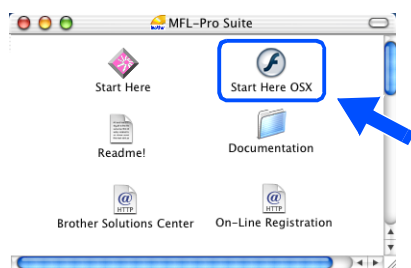 MFL-Pro Suite
Start Here
Start Here OSX
Readme!
Documentation
@
HTTP
@
HTTP
Brother Solutions Center
On-Line Registration